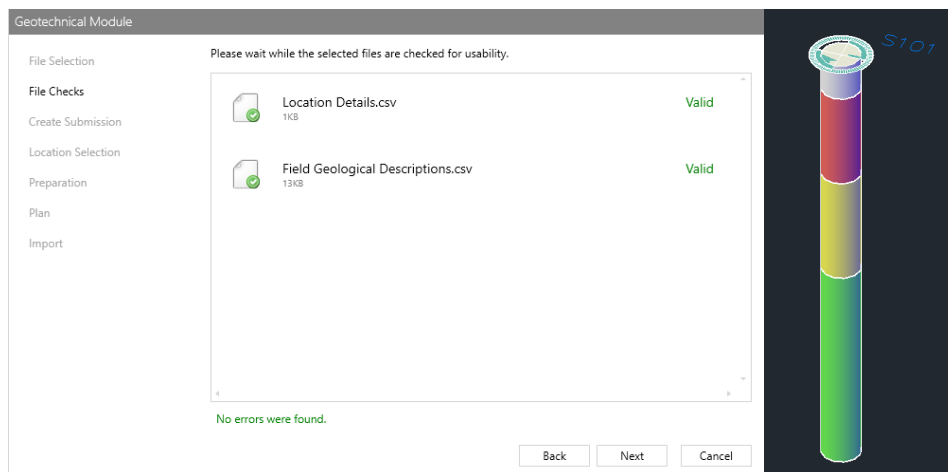 Geotechnical Module
File Selection
File Checks
Create Submission
Location Selection
Preparation
Plan
Import
Please wait while the selected files are checked for usability.
Location Details.csv
Valid
1KB
Field Geological Descriptions.csv
Valid
13KB
No errors were found.
Back
Next
Cancel
S101